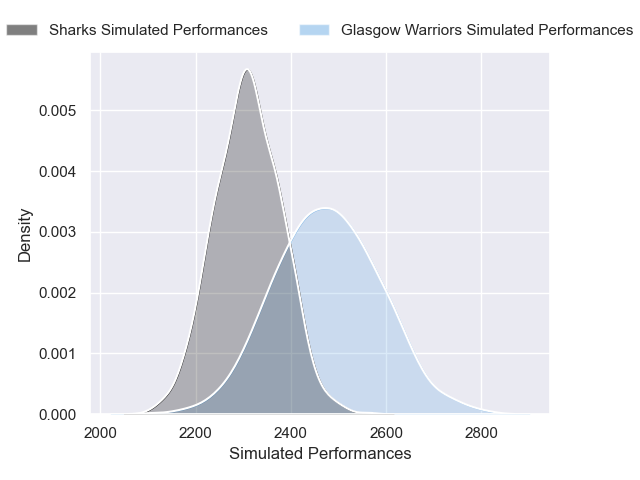 Sharks Simulated Performances
Glasgow Warriors Simulated Performances
0.005
0.004
0.003
0.002
0.001
0.000
Density
2000
2200
2400
2600
2800
Simulated Performances